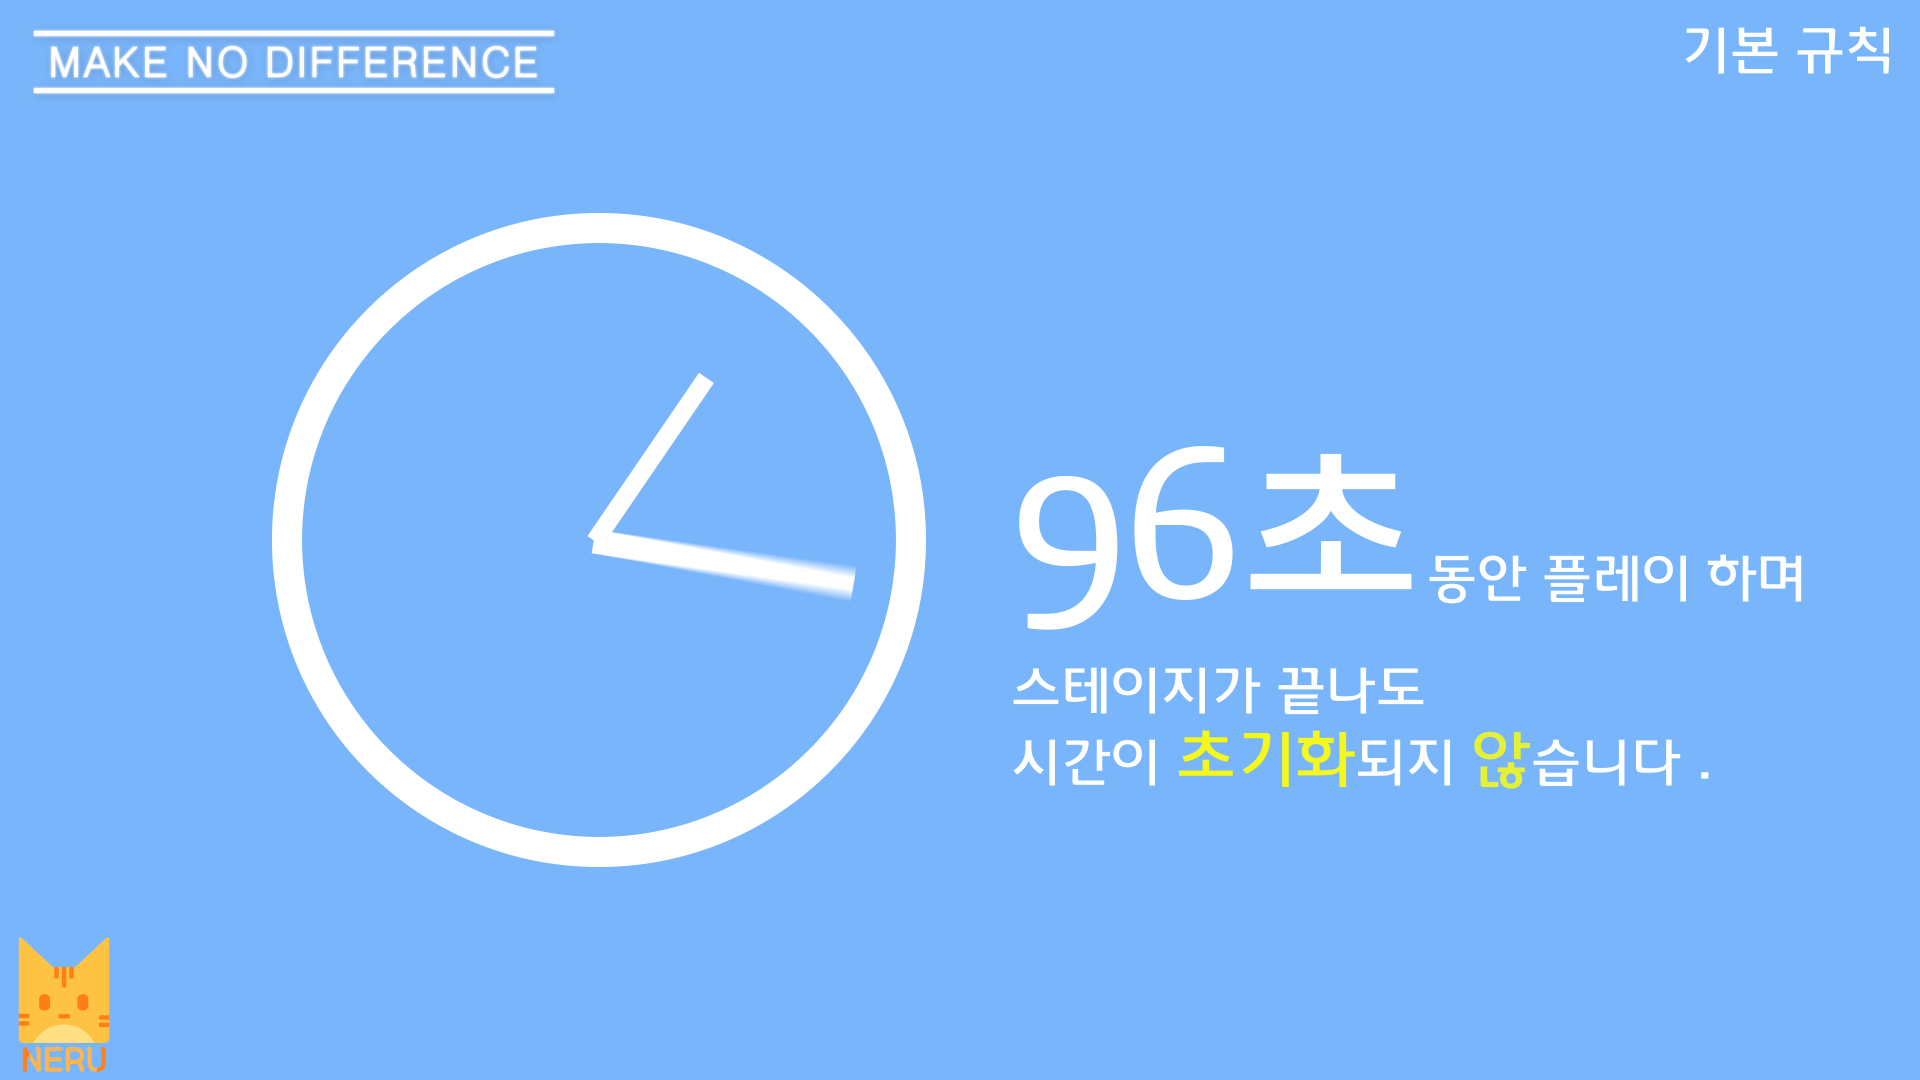 MAKE NO DIFFERENCE
기본 규칙
96초 동안 플레이 하며
스테이지가 끝나도
시간이 초기화되지 않습니다 .
NERU